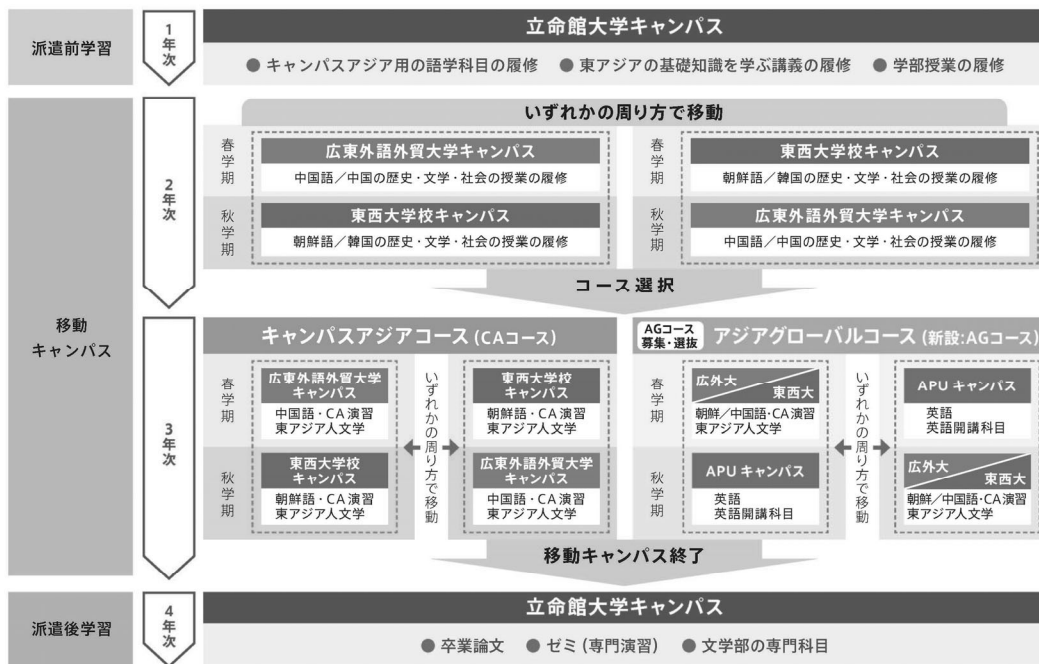 派遣前学習
1年次
立命館大学キャンパス
● キャンパスアジア用の語学科目の履修 ● 東アジアの基礎知識を学ぶ講義の履修 ● 学部授業の履修
移動
キャンパス
2年次
いずれかの周り方で移動
春学期
広東外語外貿大学キャンパス
中国語／中国の歴史・文学・社会の授業の履修
秋学期
東西大学校キャンパス
朝鮮語／韓国の歴史・文学・社会の授業の履修
春学期
東西大学校キャンパス
朝鮮語／韓国の歴史・文学・社会の授業の履修
秋学期
広東外語外貿大学キャンパス
中国語／中国の歴史・文学・社会の授業の履修
コース選択
3年次
キャンパスアジアコース (CAコース)
春学期
広東外語外貿大学
キャンパス
中国語・CA演習
東アジア人文学
秋学期
東西大学校
キャンパス
朝鮮語・CA演習
東アジア人文学
いずれかの周り方で移動
東西大学校
キャンパス
朝鮮語・CA演習
東アジア人文学
広東外語外貿大学
キャンパス
中国語・CA演習
東アジア人文学
AGコース
募集・選抜
アジアグローバルコース (新設:AGコース)
春学期
広外大
東西大
朝鮮／中国語・CA演習
東アジア人文学
秋学期
APU キャンパス
英語
英語開講科目
いずれかの周り方で移動
APU キャンパス
英語
英語開講科目
広外大
東西大
朝鮮／中国語・CA演習
東アジア人文学
移動キャンパス終了
派遣後学習
4年次
立命館大学キャンパス
● 卒業論文 ● ゼミ (専門演習) ● 文学部の専門科目